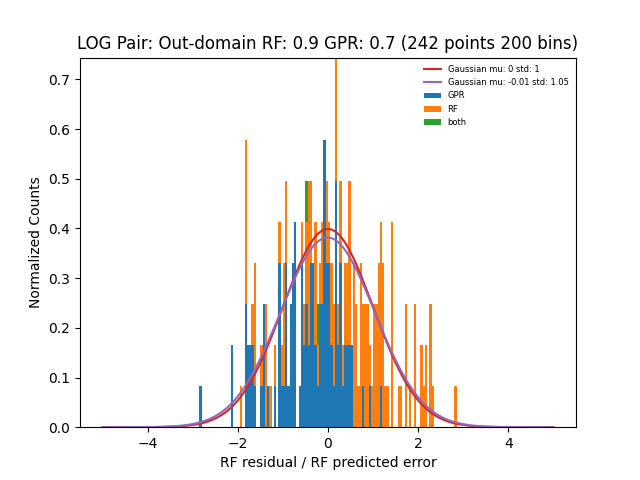 LOG Pair: Out-domain RF: 0.9 GPR: 0.7 (242 points 200 bins)
Gaussian mu: 0 std: 1
Gaussian mu: -0.01 std: 1.05
GPR
RF
both
Normalized Counts
0.7
0.6
0.5
0.4
0.3
0.2
0.1
0.0
−4
−2
0
2
4
RF residual / RF predicted error